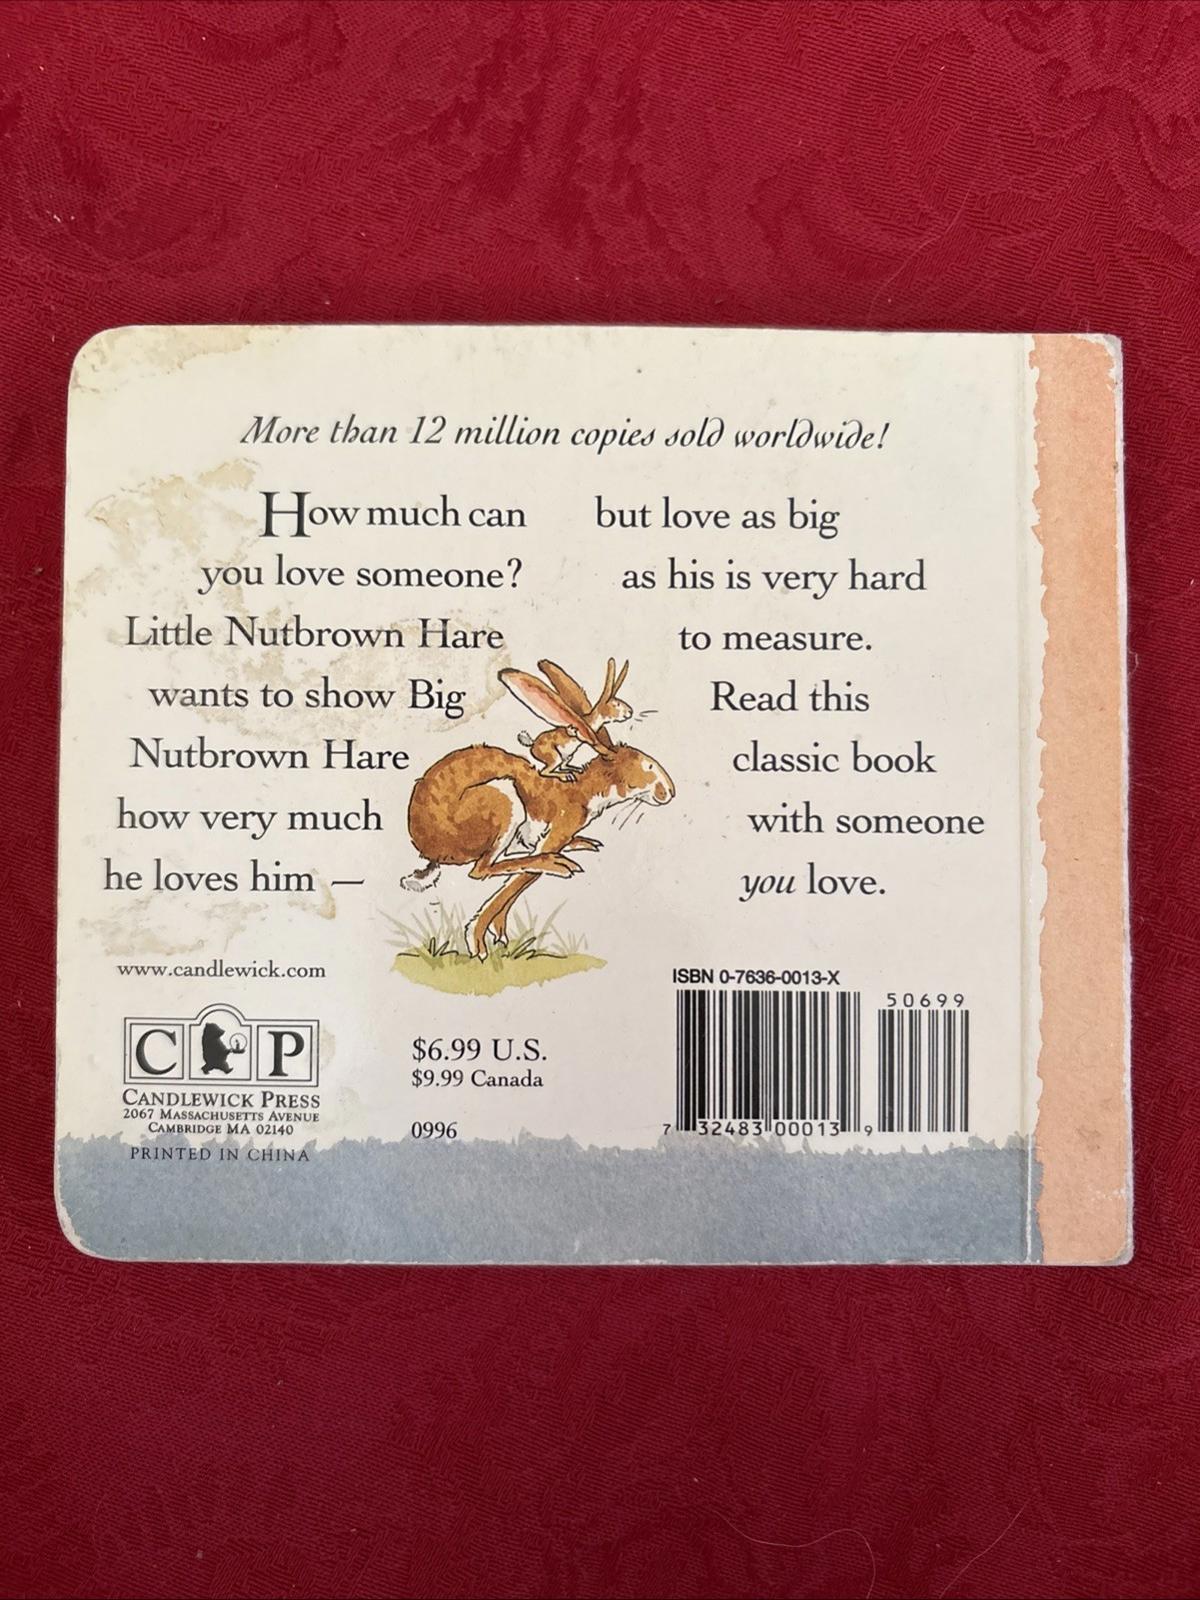 More than 12 million copies sold worldwide!
How much can
you love someone?
Little Nutbrown Hare
wants to show Big
Nutbrown Hare
how very much
he loves him —
but love as big
as his is very hard
to measure.
Read this
classic book
with someone
you love.
www.candlewick.com
C P
CANDLEWICK PRESS
2067 MASSACHUSETTS AVENUE
CAMBRIDGE MA 02140
PRINTED IN CHINA
$6.99 U.S.
$9.99 Canada
0996
ISBN 0-7636-0013-X
50699
7 32483 00013 9